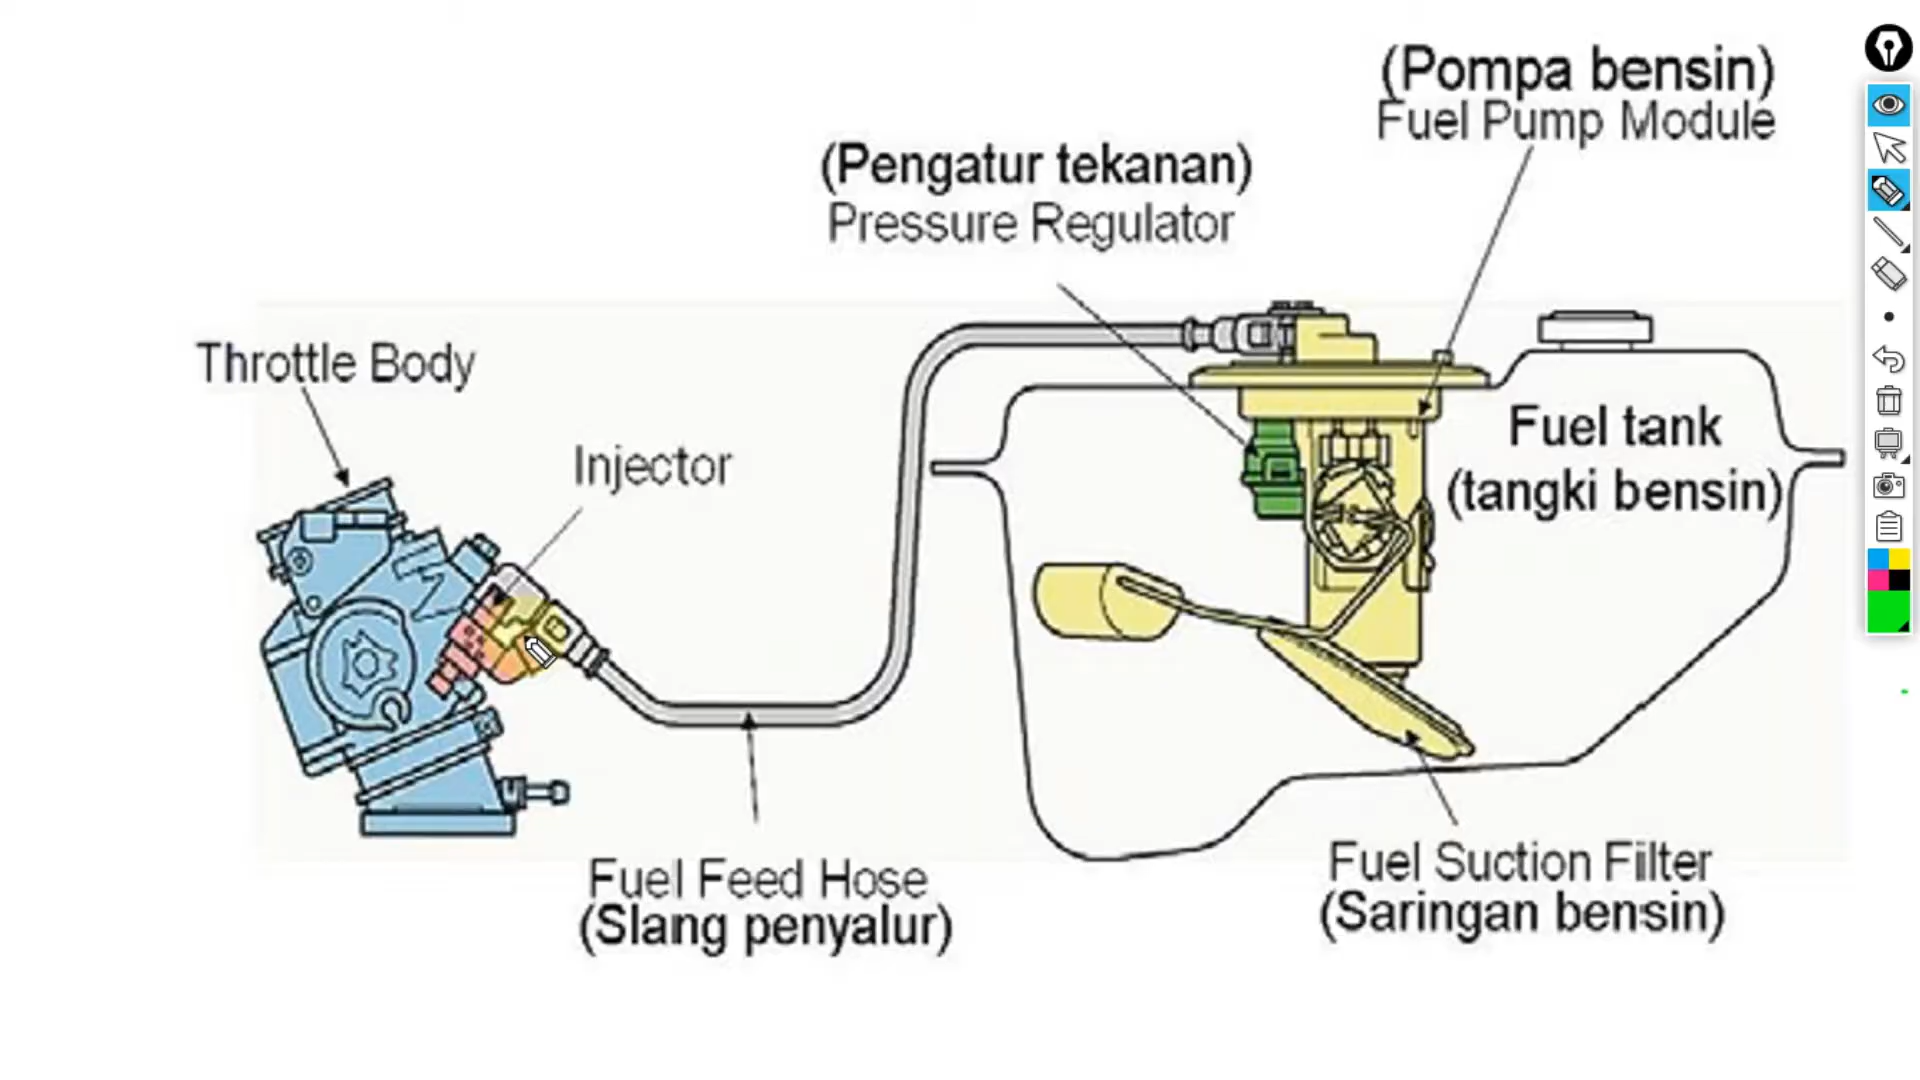 (Pompa bensin)
Fuel Pump Module
(Pengatur tekanan)
Pressure Regulator
Throttle Body
Injector
Fuel tank
(tangki bensin)
Fuel Feed Hose
(Slang penyalur)
Fuel Suction Filter
(Saringan bensin)